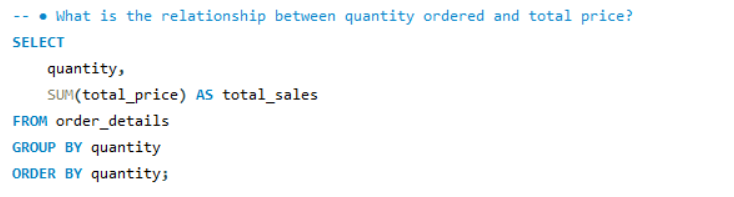 -- • What is the relationship between quantity ordered and total price?
SELECT
    quantity,
    SUM(total_price) AS total_sales
FROM order_details
GROUP BY quantity
ORDER BY quantity;